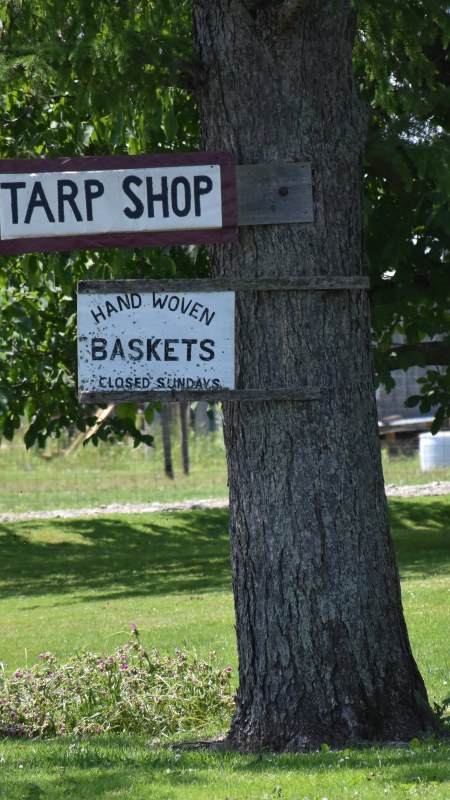 TARP SHOP
HAND WOVEN
BASKETS
CLOSED SUNDAYS